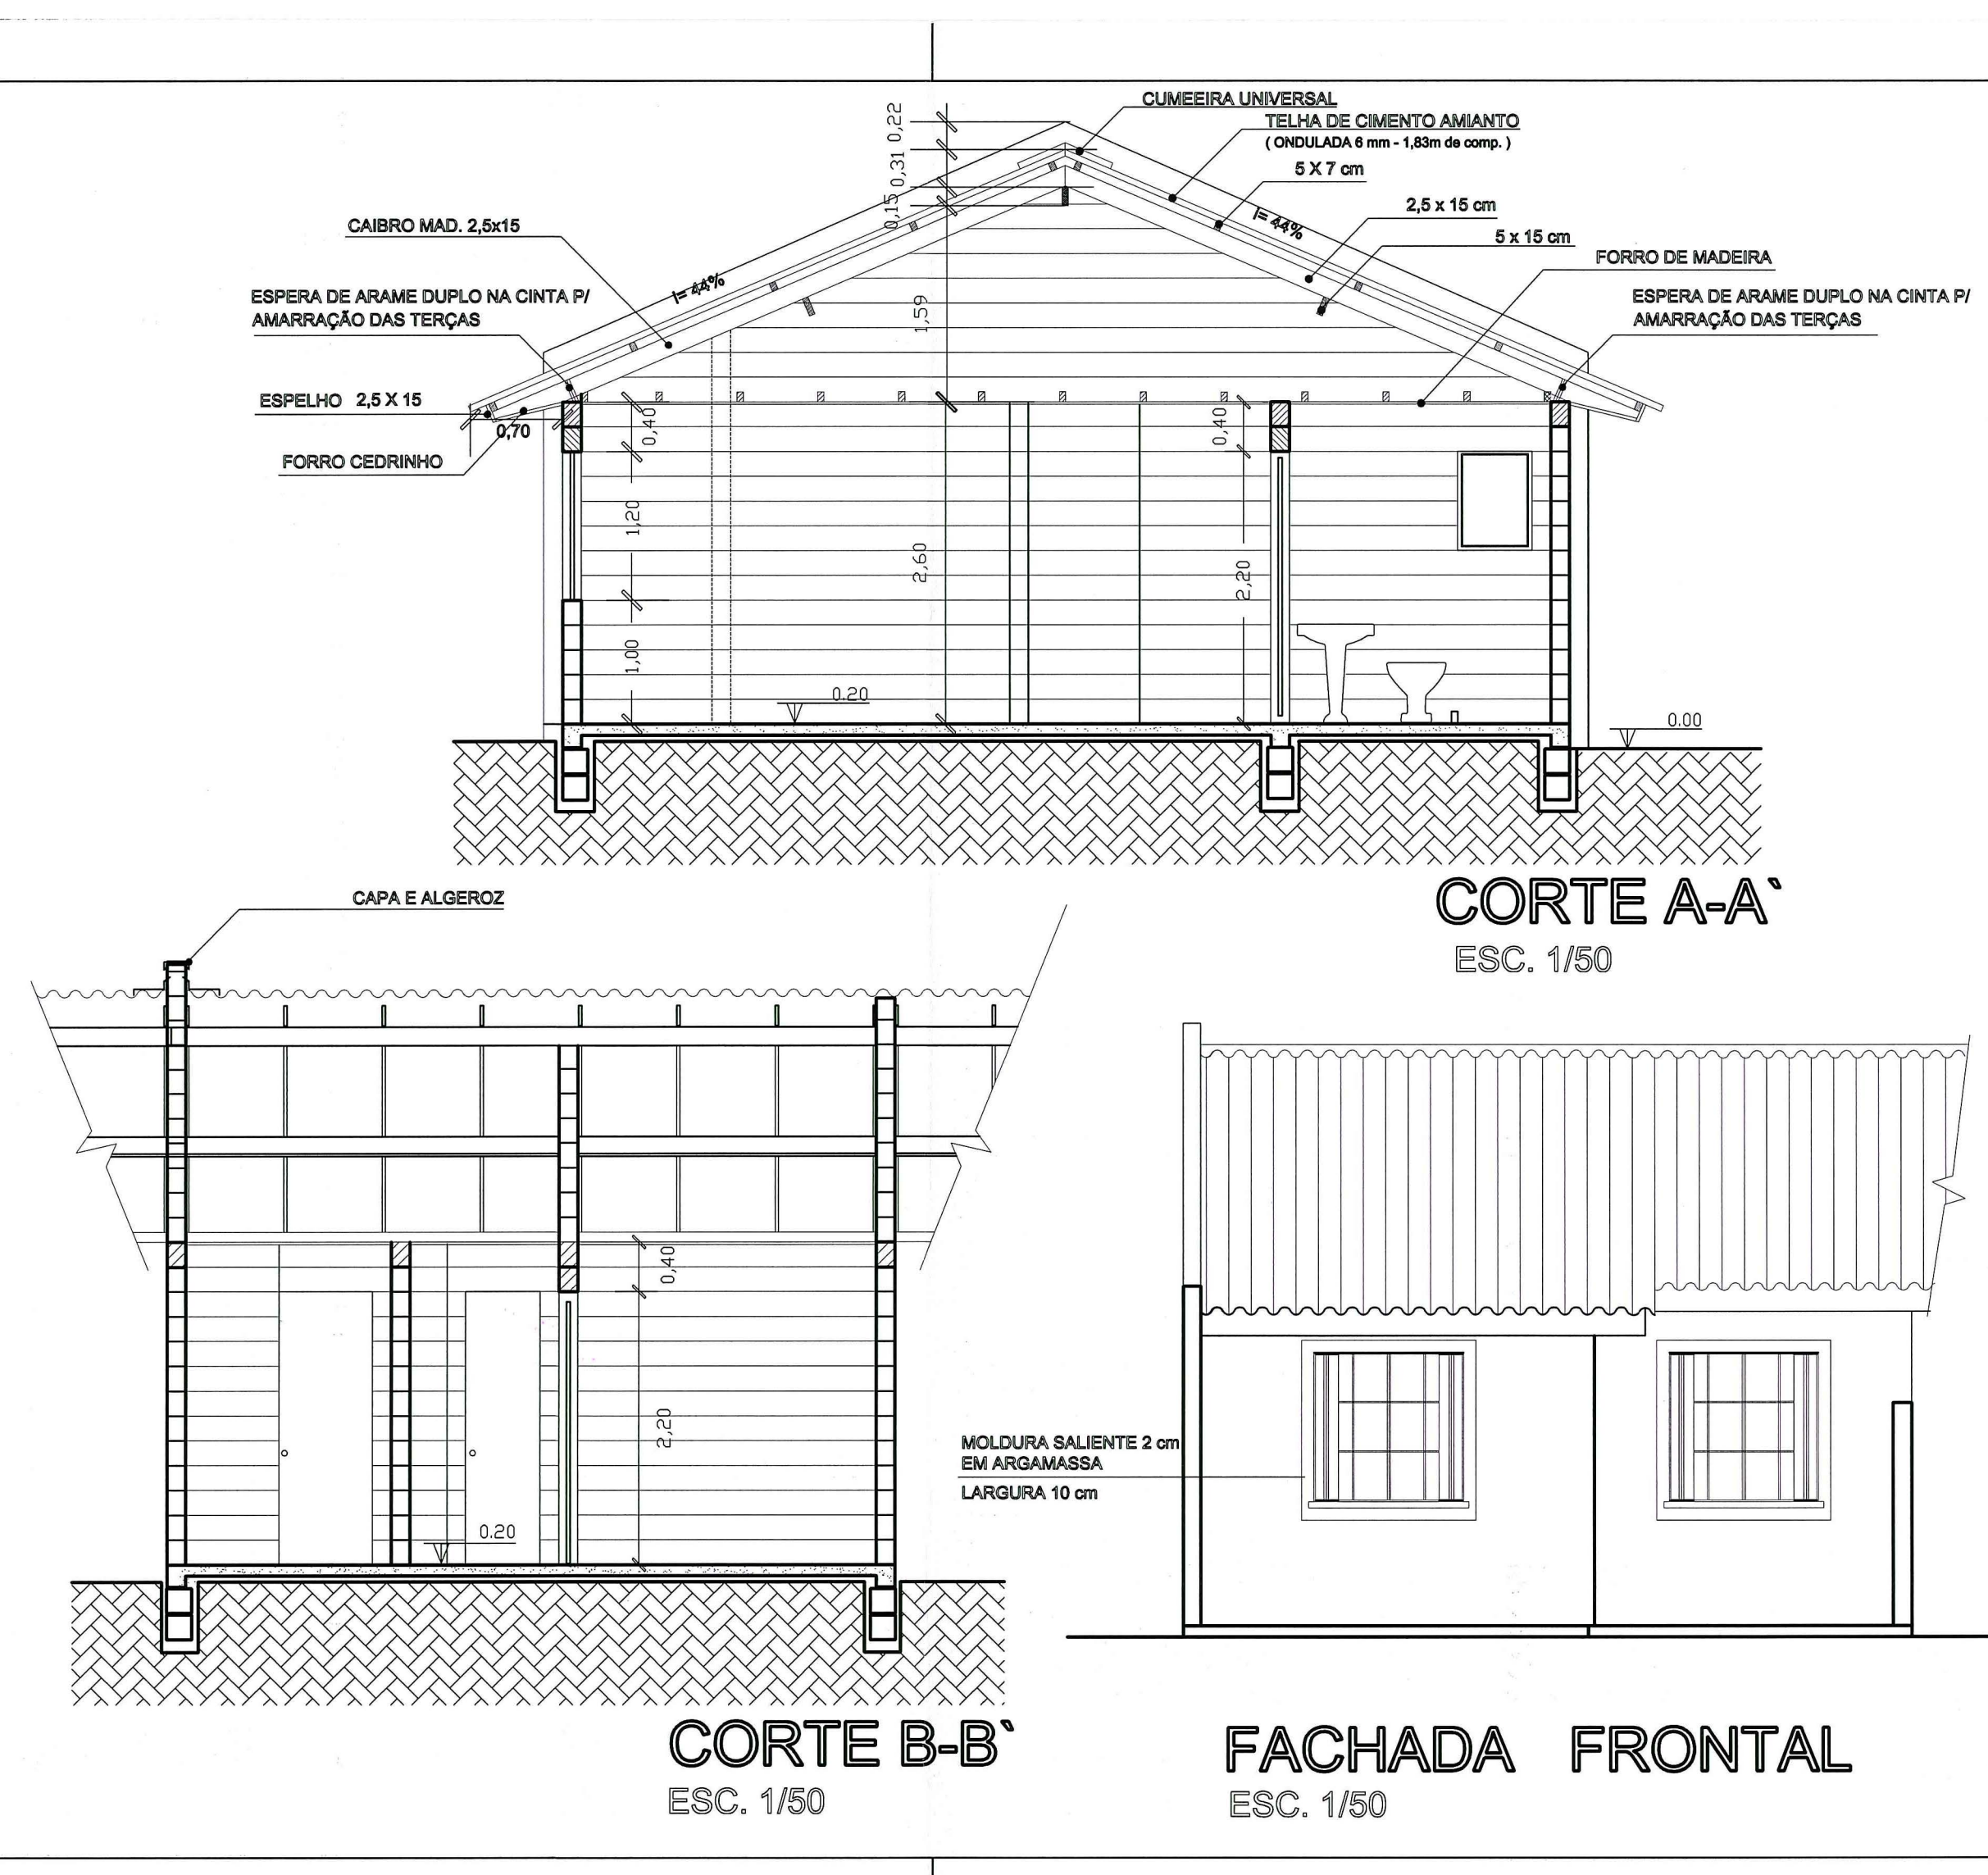 CUMEEIRA UNIVERSAL
TELHA DE CIMENTO AMIANTO
( ONDULADA 6 mm - 1,83m de comp. )
5 X 7 cm
2,5 x 15 cm
5 x 15 cm
FORRO DE MADEIRA
ESPERA DE ARAME DUPLO NA CINTA P/
AMARRAÇÃO DAS TERÇAS
CAIBRO MAD. 2,5x15
ESPERA DE ARAME DUPLO NA CINTA P/
AMARRAÇÃO DAS TERÇAS
ESPELHO 2,5 X 15
0,70
FORRO CEDRINHO
I= 44%
I= 44%
0,22
0,31
0,15
1,59
2,60
0,40
1,20
1,00
0,40
2,20
0.20
0.00
CORTE A-A`
ESC. 1/50
CAPA E ALGEROZ
0,40
2,20
0.20
CORTE B-B`
ESC. 1/50
MOLDURA SALIENTE 2 cm
EM ARGAMASSA
LARGURA 10 cm
FACHADA FRONTAL
ESC. 1/50